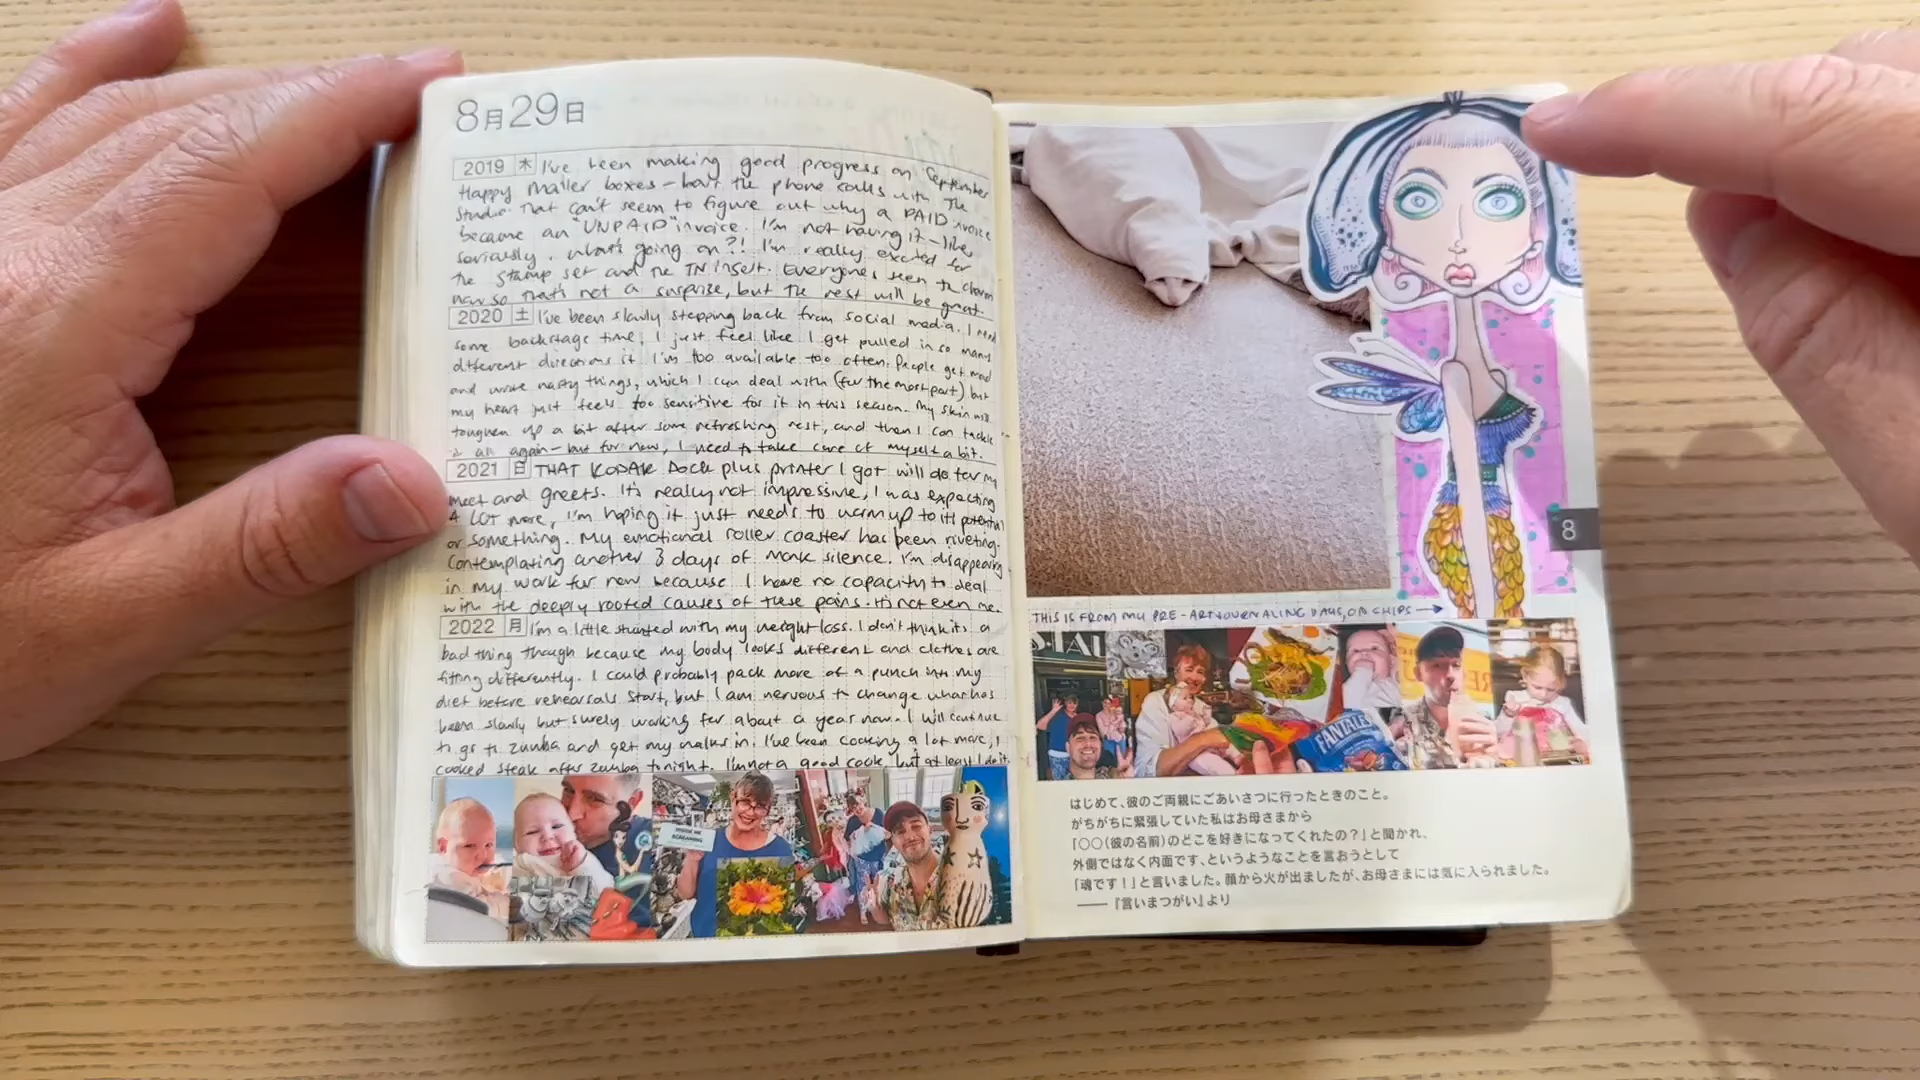 8月29日
2019 木 I've been making good progress on September
Happy Mailer boxes - hour the phone calls with the
studio that can't seem to figure out why a PAID invoice
became an "UNPAID" invoice. I'm not having it - like
seriously. what's going on?! I'm really excited for
the stamp set and the TN insert. Everyones seen the charm
now so that's not a surprise, but the rest will be great.
2020 土 I've been slowly stepping back from social media. I need
some backstage time, I just feel like I get pulled in so many
different directions if I'm too available too often. People get mad
and write nasty things, which I can deal with (for the most part) but
my heart just feels too sensitive for it in this season. My skin will
toughen up a bit after some refreshing rest, and then I can tackle
it all again - but for now, I need to take care of myself a bit.
2021 日 THAT KODAK Dock plus printer I got will do for my
meet and greets. It's really not impressive, I was expecting
A LOT more, I'm hoping it just needs to warm up to its potential
or something. My emotional roller coaster has been riveting.
Contemplating another 3 days of monk silence. I'm disappearing
in my work for now because I have no capacity to deal
with the deeply rooted causes of these pains. It's not even me.
2022 月 I'm a little stunted with my weight loss. I don't think it's a
bad thing though because my body looks different and clothes are
fitting differently. I could probably pack more of a punch into my
diet before rehearsals start, but I am nervous to change what has
been slowly but surely working for about a year now. I will continue
to go to zumba and get my walks in. I've been cooking a lot more, I
cooked steak after zumba tonight. I'm not a good cook, but at least I do it.
INSIDE ME
SCREAMING
8
THIS IS FROM MY PRE-ARTJOURNALING DAYS, ON CHIPS →
FANTALES
はじめて、彼のご両親にごあいさつに行ったときのこと。
がちがちに緊張していた私はお母さまから
「〇〇(彼の名前)のどこを好きになってくれたの?」と聞かれ、
外側ではなく内面です、というようなことを言おうとして
「魂です!」と言いました。顔から火が出ましたが、お母さまには気に入られました。
――『言いまつがい』より